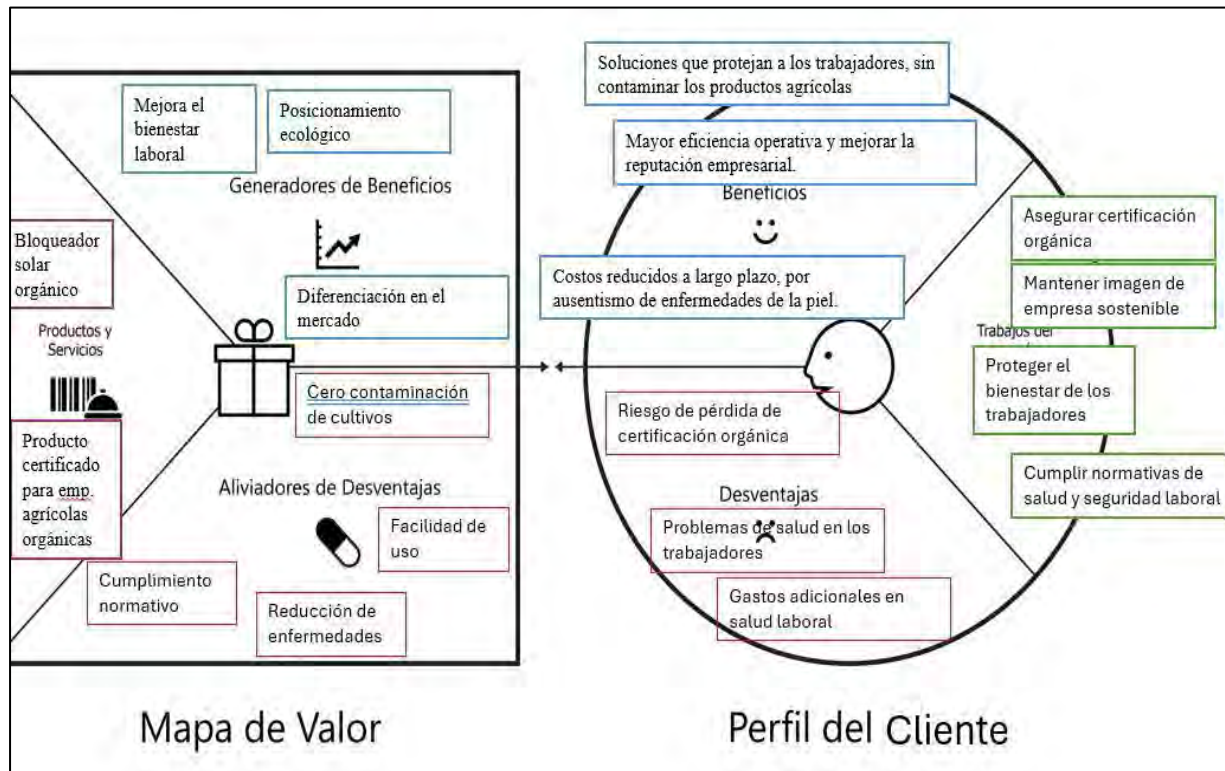 Mejora el
bienestar
laboral
Posicionamiento
ecológico
Generadores de Beneficios
Bloqueador
solar
orgánico
Diferenciación en el
mercado
Productos y
Servicios
Cero contaminación
de cultivos
Producto
certificado
para emp.
agrícolas
orgánicas
Aliviadores de Desventajas
Facilidad de
uso
Cumplimiento
normativo
Reducción de
enfermedades
Mapa de Valor
Soluciones que protejan a los trabajadores, sin
contaminar los productos agrícolas
Mayor eficiencia operativa y mejorar la
reputación empresarial.
Beneficios
Costos reducidos a largo plazo, por
ausentismo de enfermedades de la piel.
Asegurar certificación
orgánica
Mantener imagen de
empresa sostenible
Trabajos del
Proteger el
bienestar de los
trabajadores
Cumplir normativas de
salud y seguridad laboral
Riesgo de pérdida de
certificación orgánica
Desventajas
Problemas de salud en los
trabajadores
Gastos adicionales en
salud laboral
Perfil del Cliente